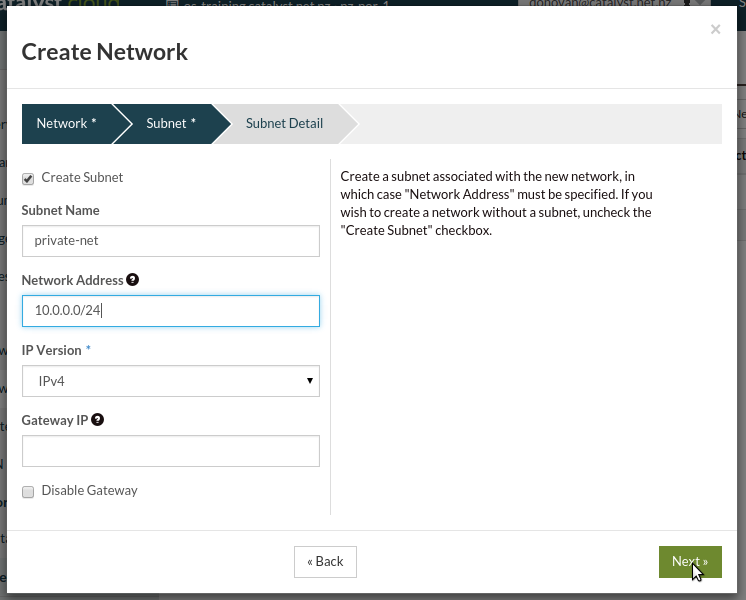 Create Network
×
Network *
Subnet *
Subnet Detail
Create Subnet
Subnet Name
private-net
Network Address
10.0.0.0/24
IP Version *
IPv4
Gateway IP
Disable Gateway
Create a subnet associated with the new network, in
which case "Network Address" must be specified. If you
wish to create a network without a subnet, uncheck the
"Create Subnet" checkbox.
« Back
Next »